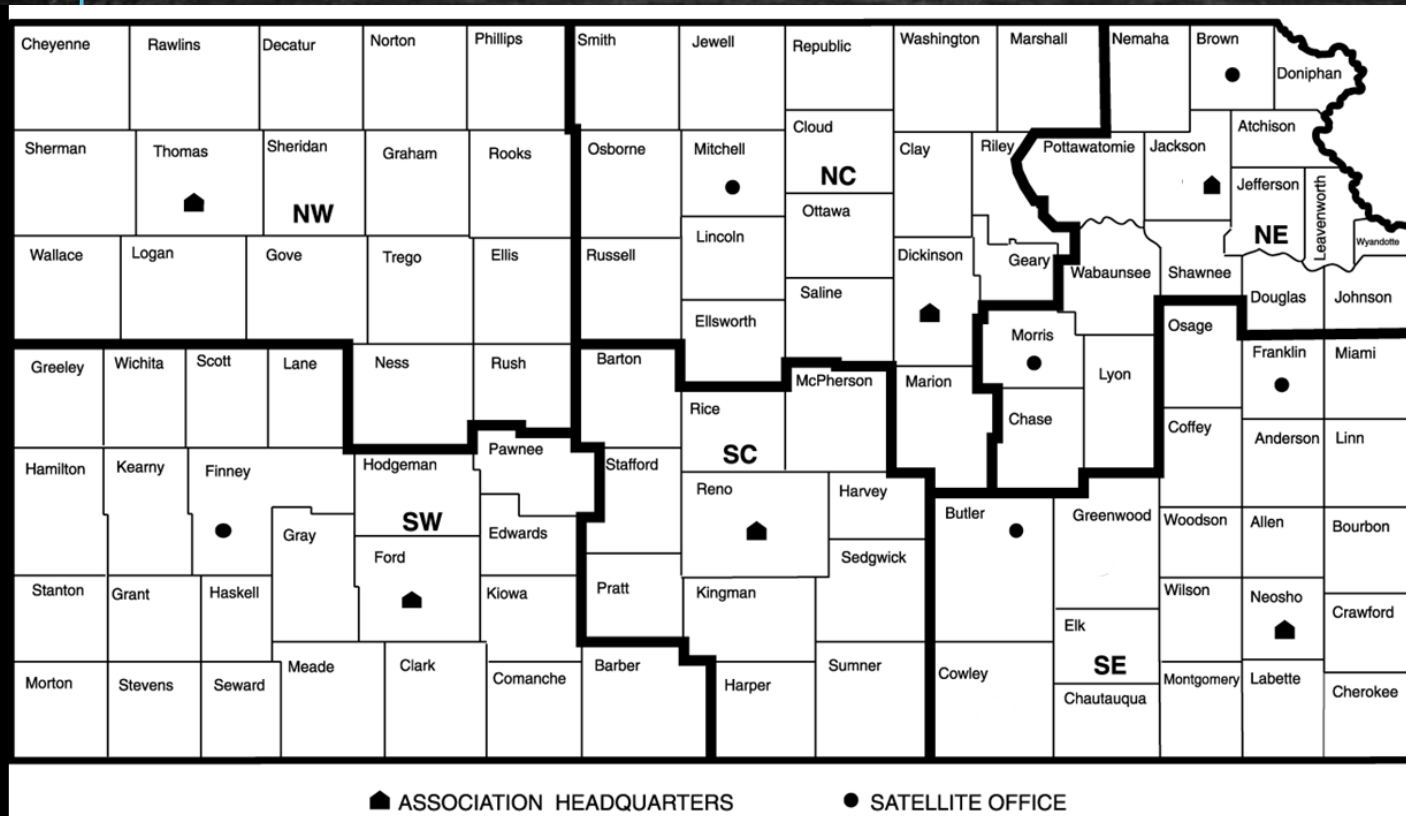 Cheyenne Rawlins Decatur Norton Phillips Smith Jewell Republic Washington Marshall Nemaha Brown
Doniphan
Sherman Thomas Sheridan Graham Rooks Osborne Mitchell Cloud Clay Riley Pottawatomie Jackson Atchison
NW NC Ottawa Jefferson Leavenworth
Wallace Logan Gove Trego Ellis Russell Lincoln Dickinson Geary Wabaunsee Shawnee NE Wyandotte
Saline Douglas Johnson
Ellsworth Morris Osage
Greeley Wichita Scott Lane Ness Rush Barton McPherson Marion Lyon Franklin Miami
Rice Chase Coffey Anderson Linn
Hamilton Kearny Finney Hodgeman Pawnee Stafford SC
Reno Harvey
SW Gray Edwards Butler Greenwood Woodson Allen Bourbon
Ford Sedgwick
Stanton Grant Haskell Kiowa Pratt Kingman Wilson Neosho Crawford
Elk
Morton Stevens Seward Meade Clark Comanche Barber Harper Sumner Cowley SE Montgomery Labette Cherokee
Chautauqua
ASSOCIATION HEADQUARTERS SATELLITE OFFICE